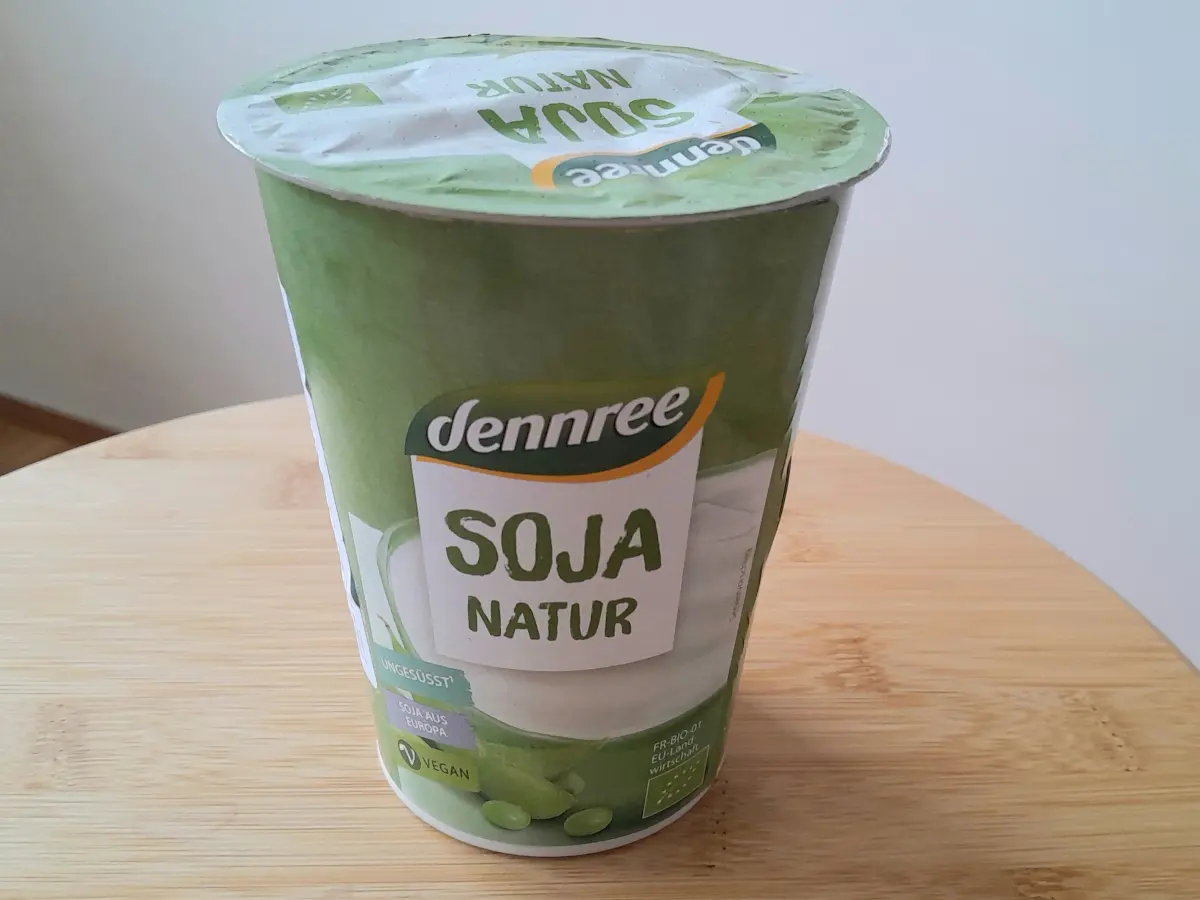 SOJA
NATUR
dennree
dennree
SOJA
NATUR
UNGESÜSST¹
SOJA AUS
EUROPA
VEGAN
FR-BIO-01
EU-Land-
wirtschaft